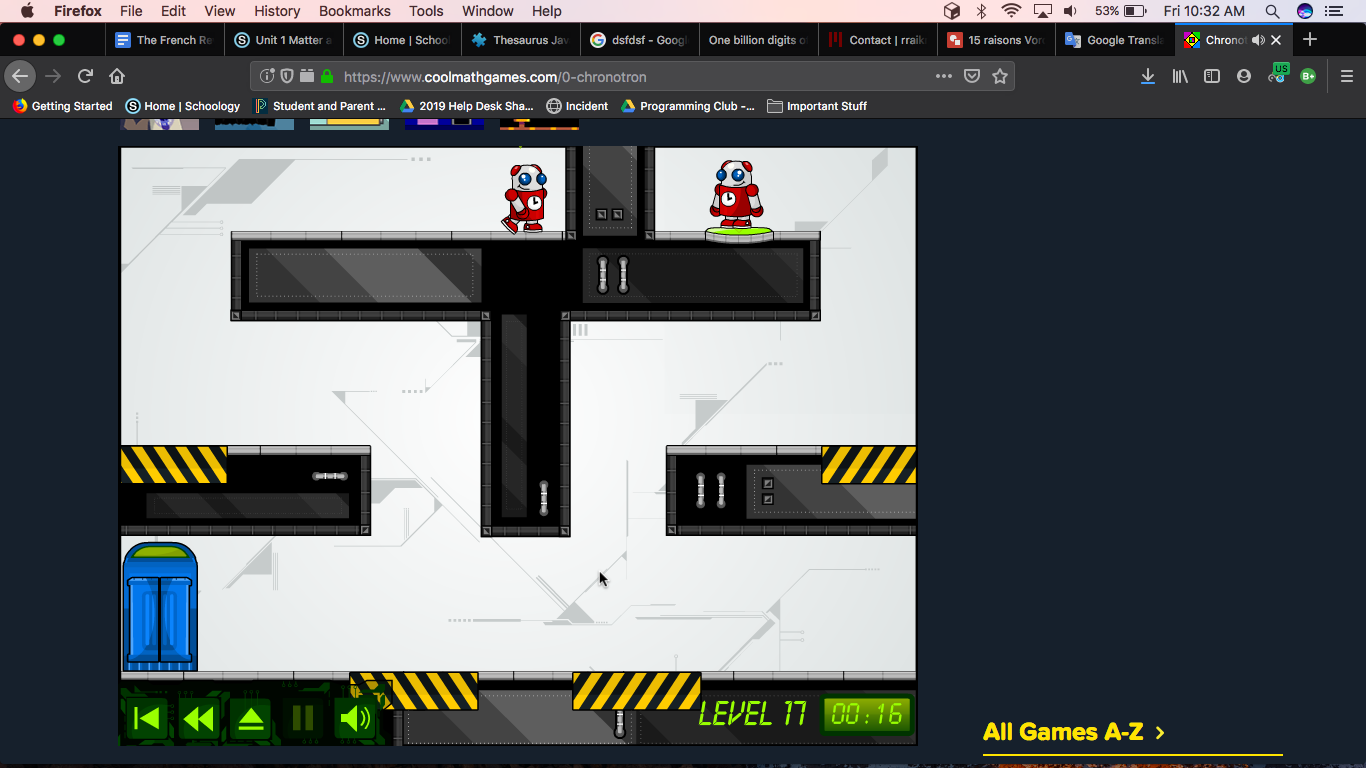 Firefox File Edit View History Bookmarks Tools Window Help 53% Fri 10:32 AM
The French Re Unit 1 Matter a Home | Schoo Thesaurus Jav dsfdsf - Googl One billion digits o Contact | rraik 15 raisons Vor Google Transla Chronot
https://www.coolmathgames.com/0-chronotron US B+
Getting Started Home | Schoology Student and Parent ... 2019 Help Desk Sha... Incident Programming Club -... Important Stuff
LEVEL 17 00:16
All Games A-Z >